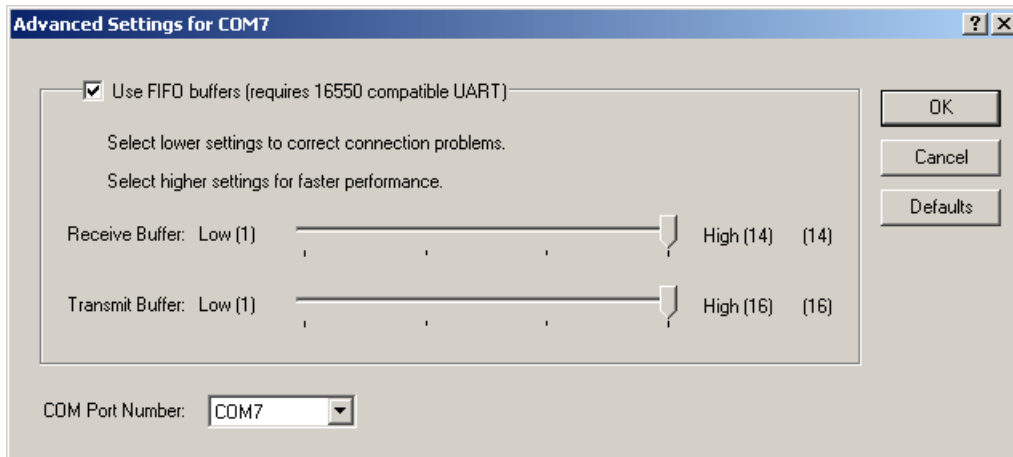 Advanced Settings for COM7
Use FIFO buffers (requires 16550 compatible UART)
OK
Select lower settings to correct connection problems.
Cancel
Select higher settings for faster performance.
Defaults
Receive Buffer: Low (1) High (14) (14)
Transmit Buffer: Low (1) High (16) (16)
COM Port Number: COM7